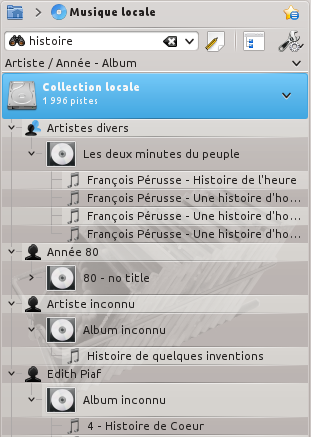 Musique locale
histoire
Artiste / Année - Album
Collection locale
1 996 pistes
Artistes divers
Les deux minutes du peuple
François Pérusse - Histoire de l'heure
François Pérusse - Une histoire d'ho...
François Pérusse - Une histoire d'ho...
François Pérusse - Une histoire d'ho...
Année 80
80 - no title
Artiste inconnu
Album inconnu
Histoire de quelques inventions
Edith Piaf
Album inconnu
4 - Histoire de Coeur